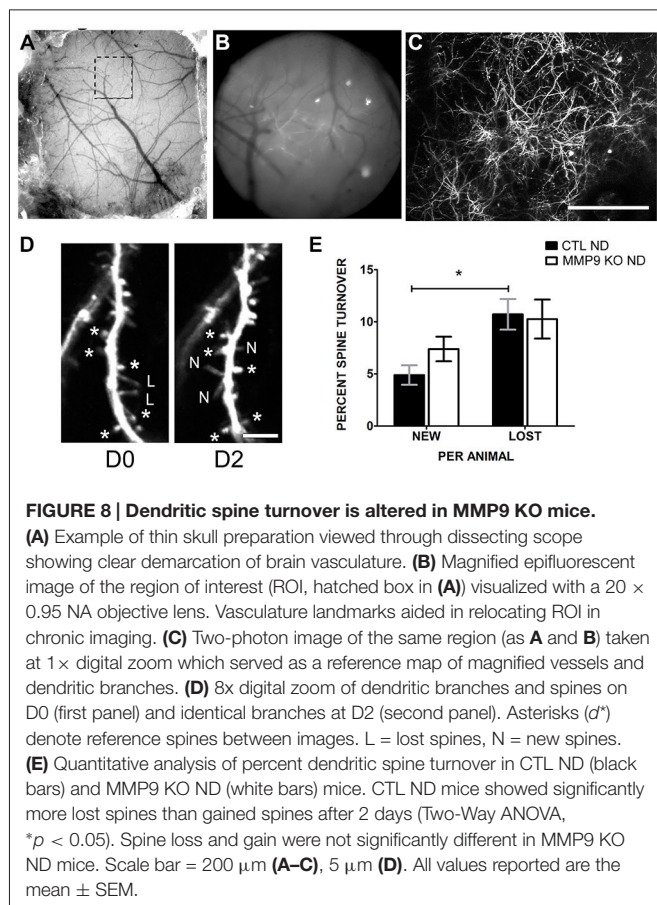 A
B
C
D
E
*
*
*
L
L
*
*
D0
*
*
N
N
*
N
*
*
D2
CTL ND
MMP9 KO ND
*
PERCENT SPINE TURNOVER
15
10
5
0
NEW
LOST
PER ANIMAL
FIGURE 8 | Dendritic spine turnover is altered in MMP9 KO mice.
(A) Example of thin skull preparation viewed through dissecting scope
showing clear demarcation of brain vasculature. (B) Magnified epifluorescent
image of the region of interest (ROI, hatched box in (A)) visualized with a 20 ×
0.95 NA objective lens. Vasculature landmarks aided in relocating ROI in
chronic imaging. (C) Two-photon image of the same region (as A and B) taken
at 1× digital zoom which served as a reference map of magnified vessels and
dendritic branches. (D) 8x digital zoom of dendritic branches and spines on
D0 (first panel) and identical branches at D2 (second panel). Asterisks (d*)
denote reference spines between images. L = lost spines, N = new spines.
(E) Quantitative analysis of percent dendritic spine turnover in CTL ND (black
bars) and MMP9 KO ND (white bars) mice. CTL ND mice showed significantly
more lost spines than gained spines after 2 days (Two-Way ANOVA,
*p < 0.05). Spine loss and gain were not significantly different in MMP9 KO
ND mice. Scale bar = 200 μm (A–C), 5 μm (D). All values reported are the
mean ± SEM.